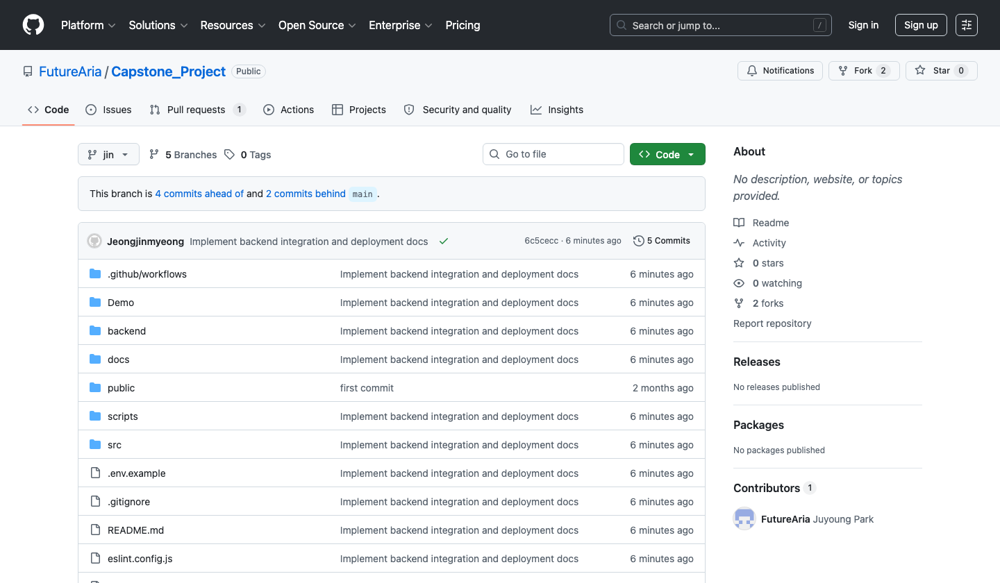 Platform Solutions Resources Open Source Enterprise Pricing Search or jump to... / Sign in Sign up
FutureAria / Capstone_Project Public Notifications Fork 2 Star 0
Code Issues Pull requests 1 Actions Projects Security and quality Insights
jin 5 Branches 0 Tags Go to file Code
This branch is 4 commits ahead of and 2 commits behind main .
Jeongjinmyeong Implement backend integration and deployment docs 6c5cecc · 6 minutes ago 5 Commits
.github/workflows Implement backend integration and deployment docs 6 minutes ago
Demo Implement backend integration and deployment docs 6 minutes ago
backend Implement backend integration and deployment docs 6 minutes ago
docs Implement backend integration and deployment docs 6 minutes ago
public first commit 2 months ago
scripts Implement backend integration and deployment docs 6 minutes ago
src Implement backend integration and deployment docs 6 minutes ago
.env.example Implement backend integration and deployment docs 6 minutes ago
.gitignore Implement backend integration and deployment docs 6 minutes ago
README.md Implement backend integration and deployment docs 6 minutes ago
eslint.config.js Implement backend integration and deployment docs 6 minutes ago
About
No description, website, or topics
provided.
Readme
Activity
0 stars
0 watching
2 forks
Report repository
Releases
No releases published
Packages
No packages published
Contributors 1
FutureAria Juyoung Park